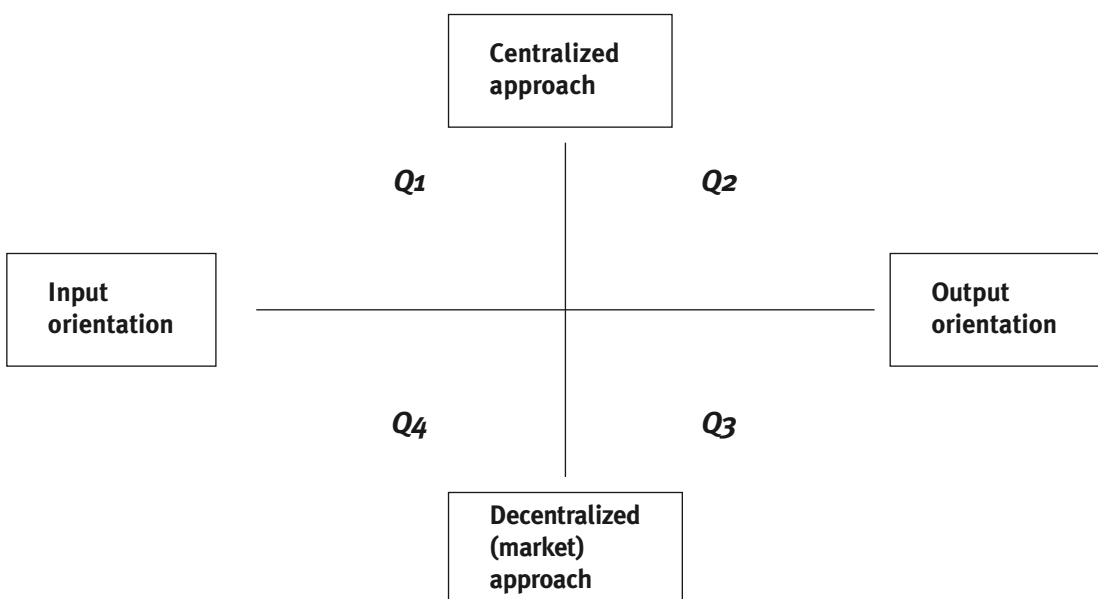 Centralized
approach
Q1
Q2
Input
orientation
Output
orientation
Q4
Q3
Decentralized
(market)
approach